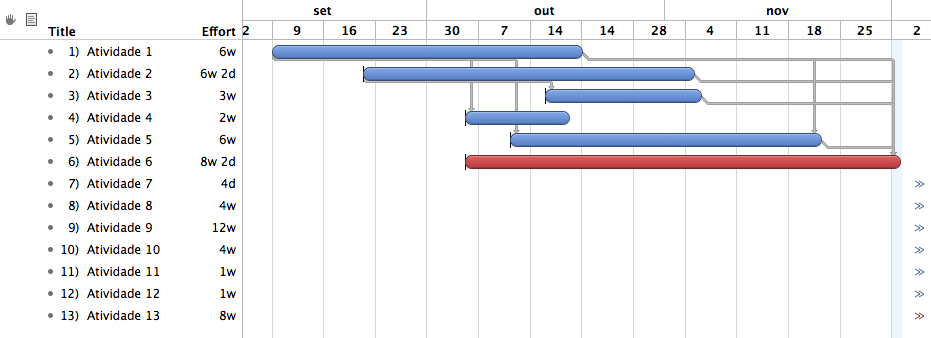 set out nov
Title Effort 2 9 16 23 30 7 14 14 28 4 11 18 25 2
1) Atividade 1 6w
2) Atividade 2 6w 2d
3) Atividade 3 3w
4) Atividade 4 2w
5) Atividade 5 6w
6) Atividade 6 8w 2d
7) Atividade 7 4d
8) Atividade 8 4w
9) Atividade 9 12w
10) Atividade 10 4w
11) Atividade 11 1w
12) Atividade 12 1w
13) Atividade 13 8w